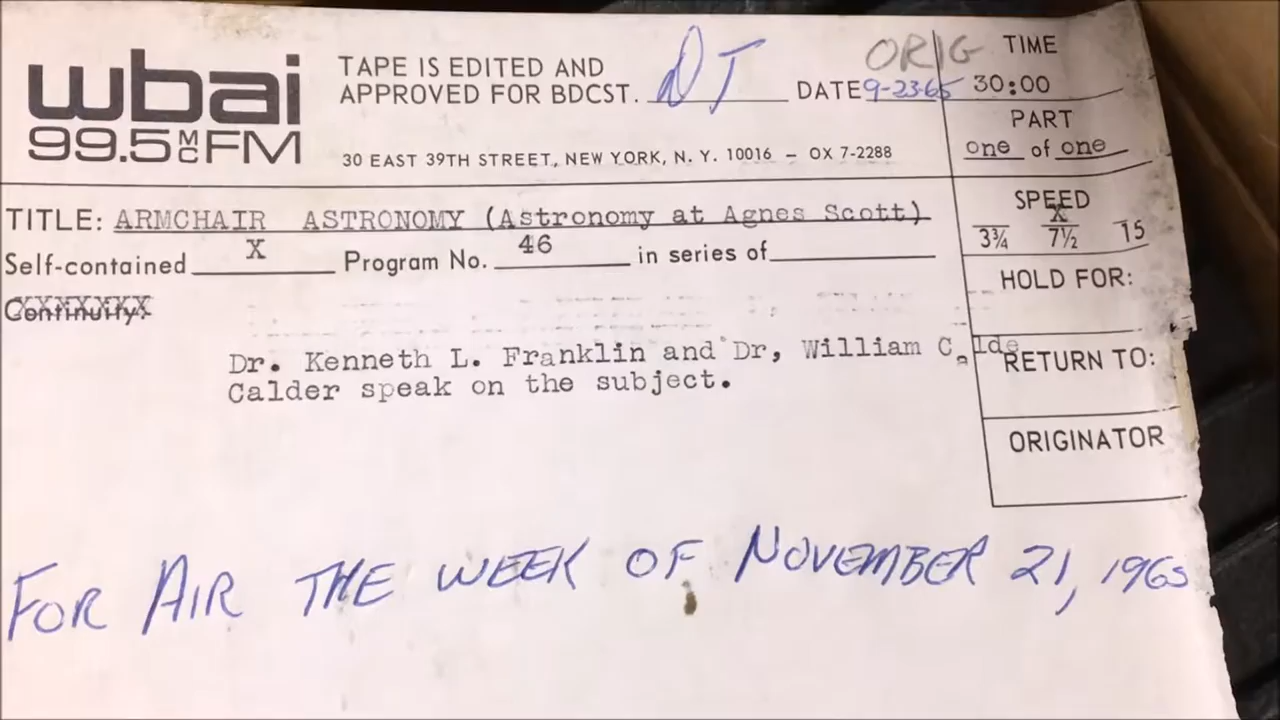 wbai
99.5 MC FM
TAPE IS EDITED AND
APPROVED FOR BDCST. DT DATE 9-23-65
ORIG
30 EAST 39TH STREET, NEW YORK, N. Y. 10016 – OX 7-2288
TIME
30:00
PART
one of one
SPEED
X
3¾ 7½ 15
HOLD FOR:
RETURN TO:
ORIGINATOR
TITLE: ARMCHAIR ASTRONOMY (Astronomy at Agnes Scott)
Self-contained X Program No. 46 in series of
Continuity
XXXXXXX
Dr. Kenneth L. Franklin and Dr, William C. Ide
Calder speak on the subject.
FOR AIR THE WEEK OF NOVEMBER 21, 1965